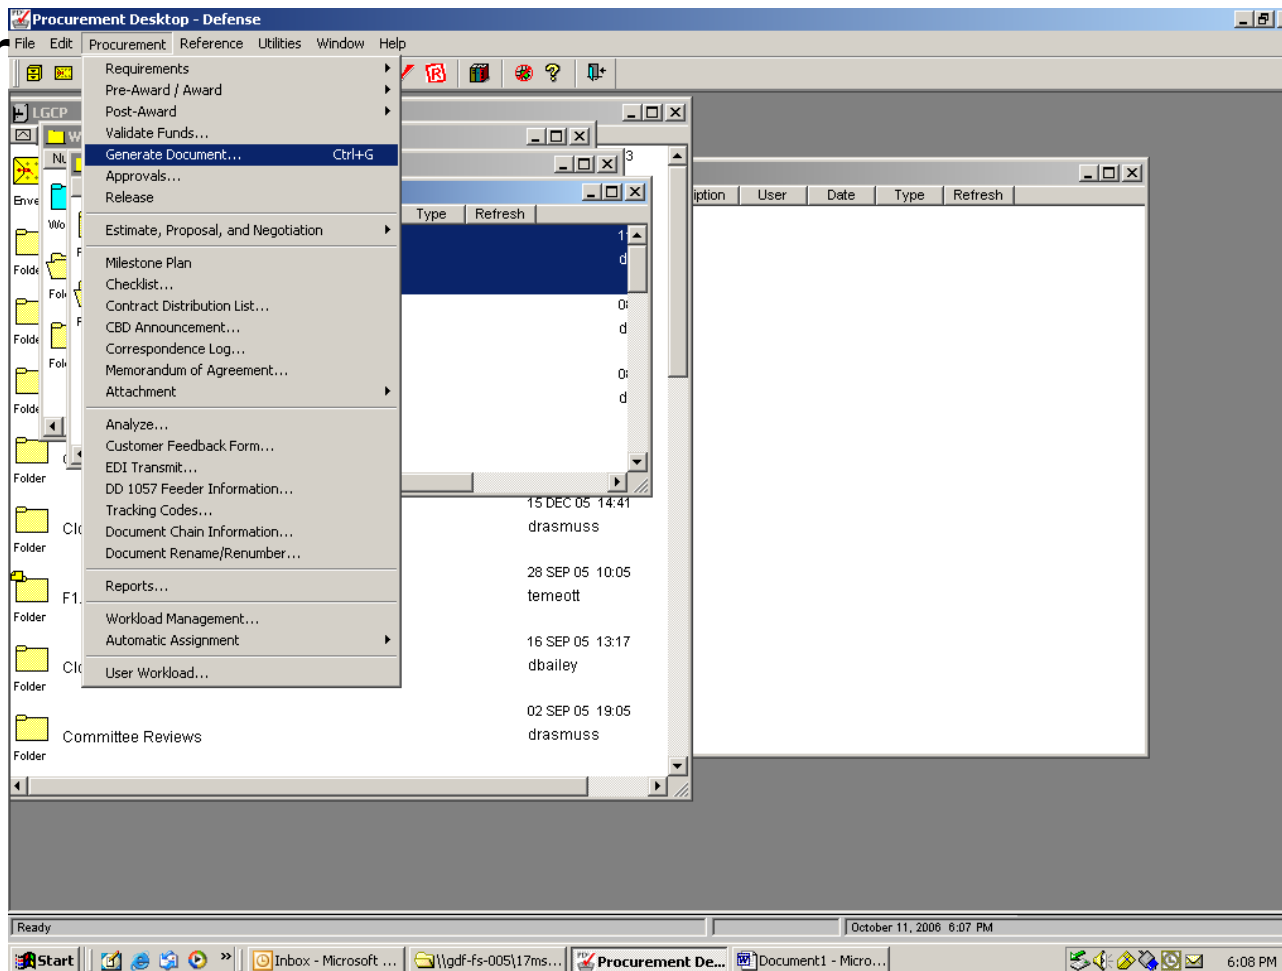 Procurement Desktop - Defense
File Edit Procurement Reference Utilities Window Help
Requirements
Pre-Award / Award
Post-Award
Validate Funds...
Generate Document... Ctrl+G
Approvals...
Release
Estimate, Proposal, and Negotiation
Milestone Plan
Checklist...
Contract Distribution List...
CBD Announcement...
Correspondence Log...
Memorandum of Agreement...
Attachment
Analyze...
Customer Feedback Form...
EDI Transmit...
DD 1057 Feeder Information...
Tracking Codes...
Document Chain Information...
Document Rename/Renumber...
Reports...
Workload Management...
Automatic Assignment
User Workload...
LGCP
Type Refresh
User Date Type Refresh
Folder
15 DEC 05 14:41
drasmuss
Folder
28 SEP 05 10:05
F1.
temeott
Folder
16 SEP 05 13:17
dbailey
Folder
02 SEP 05 19:05
Committee Reviews
drasmuss
Folder
Ready
October 11, 2006 6:07 PM
Start
Inbox - Microsoft ...
\\gdf-fs-005\17ms...
Procurement De...
Document1 - Micro...
6:08 PM